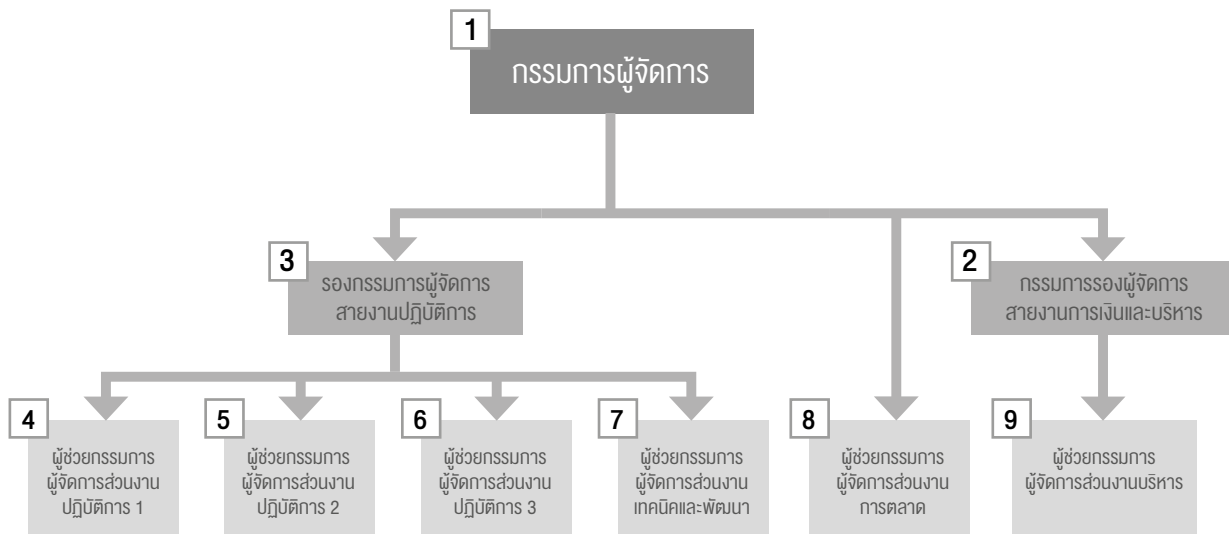 1
กรรมการผู้จัดการ
3
รองกรรมการผู้จัดการ
สายงานปฏิบัติการ
2
กรรมการรองผู้จัดการ
สายงานการเงินและบริหาร
4
ผู้ช่วยกรรมการ
ผู้จัดการส่วนงาน
ปฏิบัติการ 1
5
ผู้ช่วยกรรมการ
ผู้จัดการส่วนงาน
ปฏิบัติการ 2
6
ผู้ช่วยกรรมการ
ผู้จัดการส่วนงาน
ปฏิบัติการ 3
7
ผู้ช่วยกรรมการ
ผู้จัดการส่วนงาน
เทคนิคและพัฒนา
8
ผู้ช่วยกรรมการ
ผู้จัดการส่วนงาน
การตลาด
9
ผู้ช่วยกรรมการ
ผู้จัดการส่วนงานบริหาร